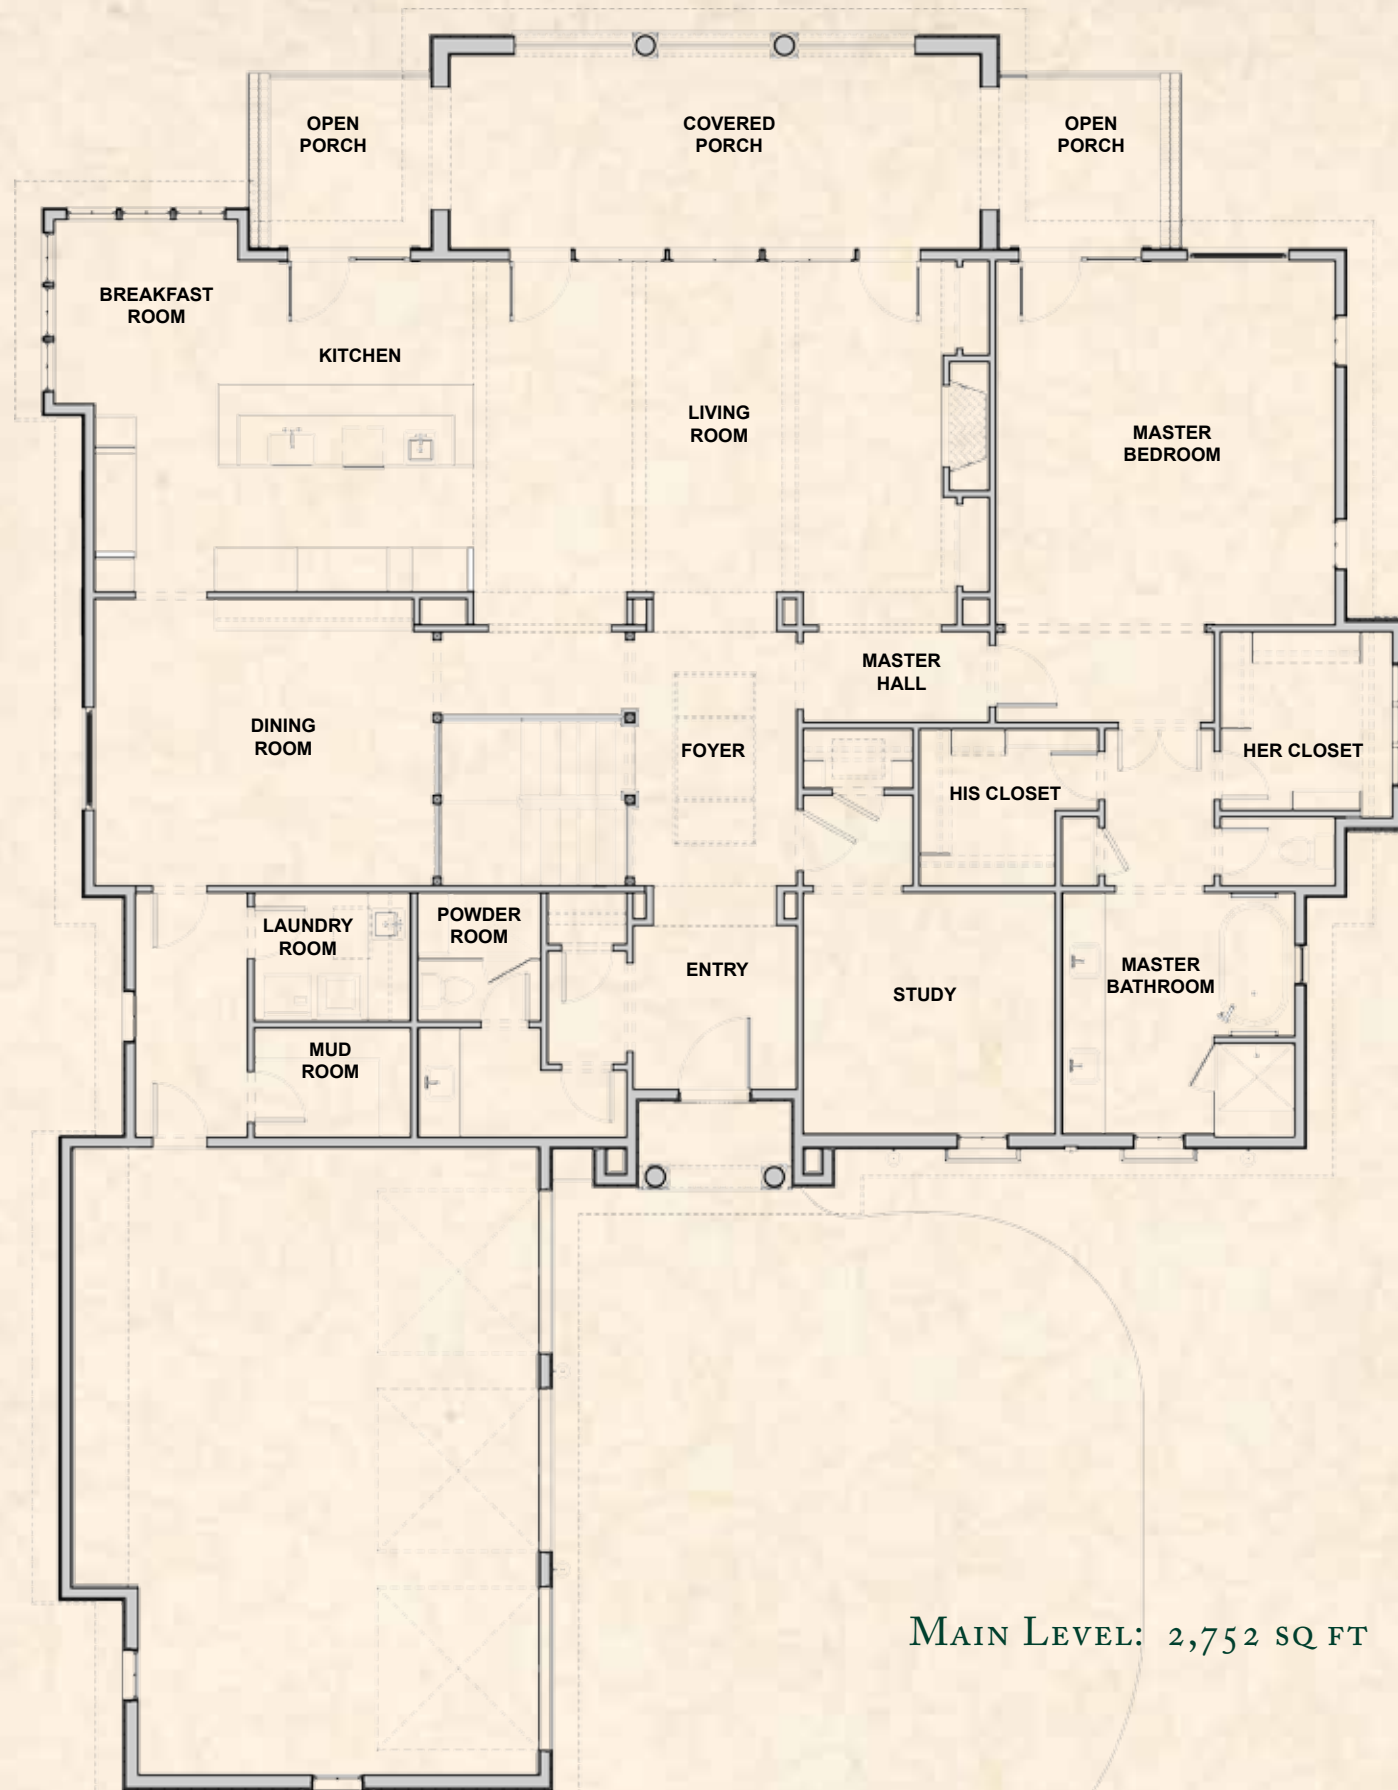 OPEN
PORCH
COVERED
PORCH
OPEN
PORCH
BREAKFAST
ROOM
KITCHEN
LIVING
ROOM
MASTER
BEDROOM
MASTER
HALL
DINING
ROOM
FOYER
HER CLOSET
HIS CLOSET
LAUNDRY
ROOM
POWDER
ROOM
ENTRY
STUDY
MASTER
BATHROOM
MUD
ROOM
MAIN LEVEL: 2,752 SQ FT